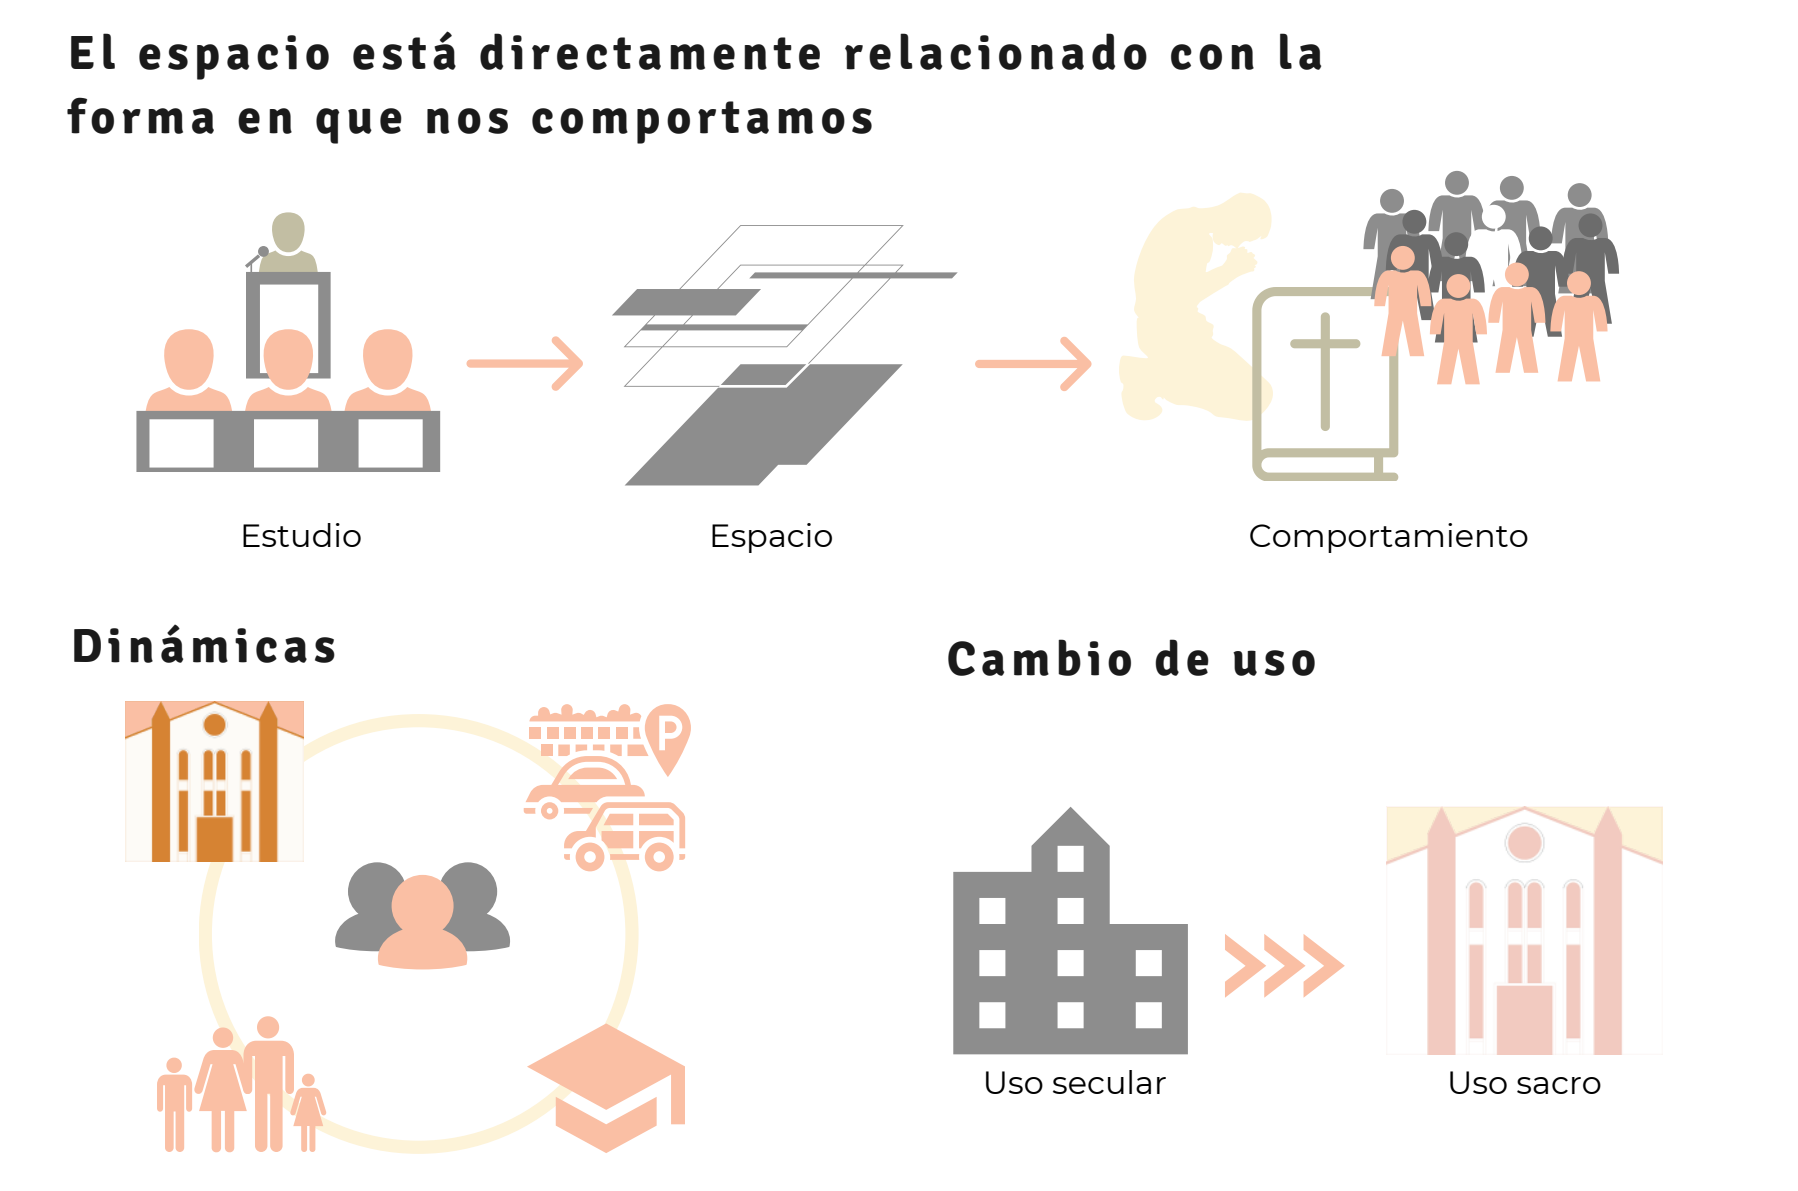 El espacio está directamente relacionado con la
forma en que nos comportamos
Estudio
Espacio
Comportamiento
Dinámicas
P
Cambio de uso
Uso secular
Uso sacro